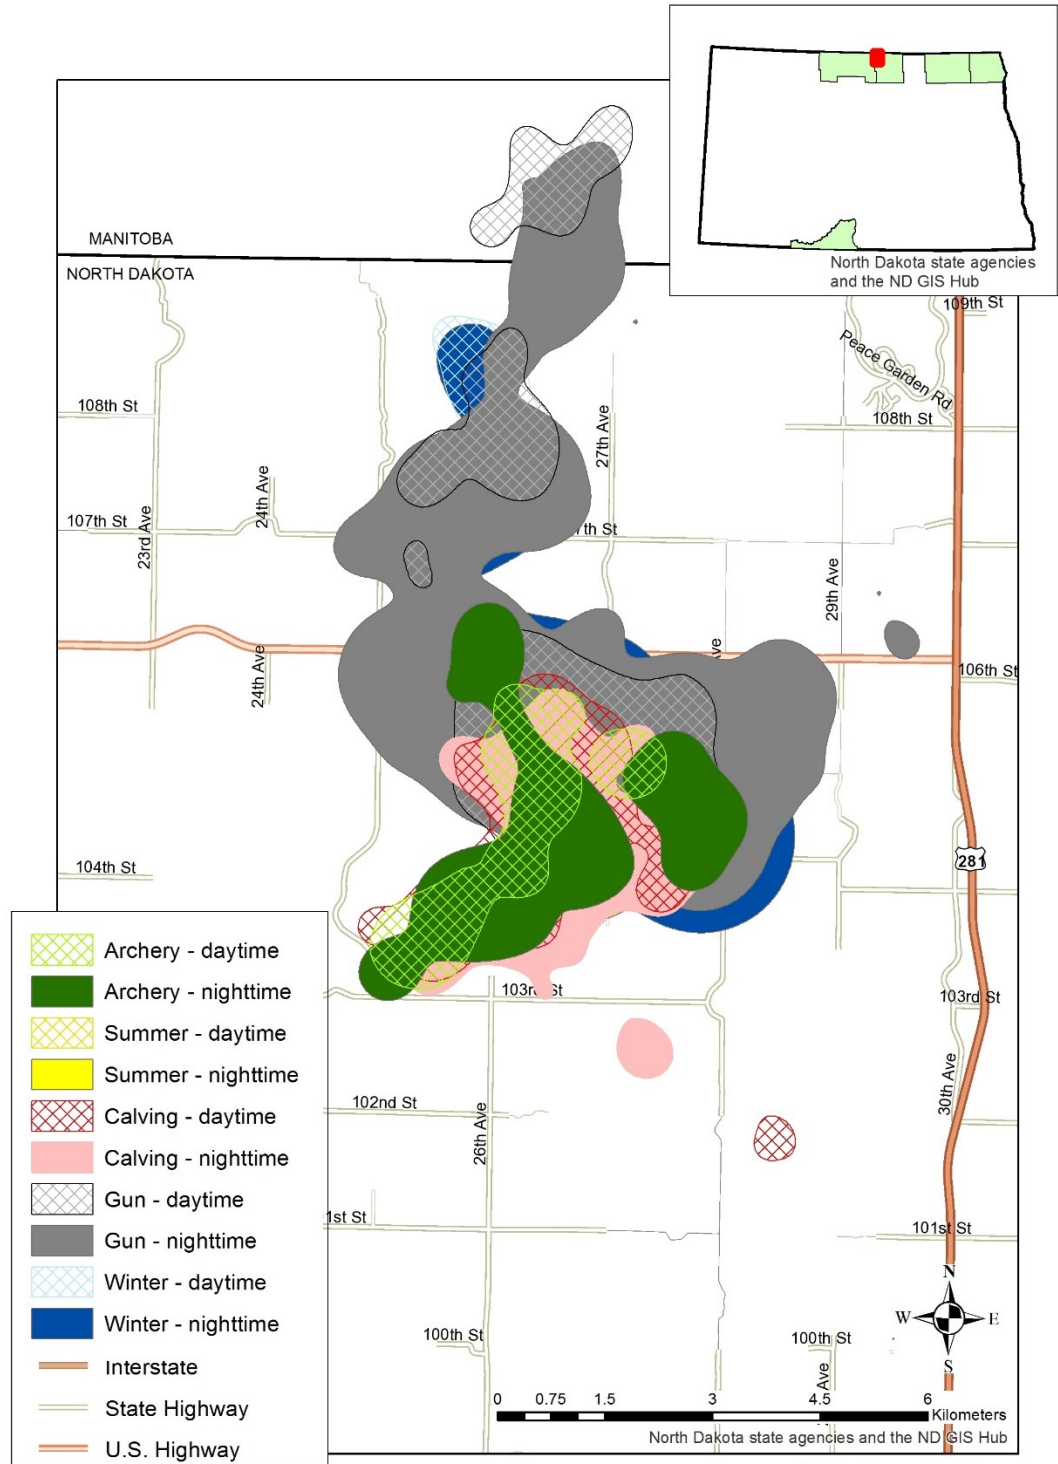 North Dakota state agencies
and the ND GIS Hub
MANITOBA
NORTH DAKOTA
109th St
Peace Garden Rd
108th St
108th St
27th Ave
24th Ave
107th St
7th St
23rd Ave
29th Ave
24th Ave
Ave
106th St
281
104th St
103rd St
103rd St
102nd St
30th Ave
26th Ave
1st St
101st St
100th St
100th St
Ave
N
W
E
S
Archery - daytime
Archery - nighttime
Summer - daytime
Summer - nighttime
Calving - daytime
Calving - nighttime
Gun - daytime
Gun - nighttime
Winter - daytime
Winter - nighttime
Interstate
State Highway
U.S. Highway
0 0.75 1.5 3 4.5 6
Kilometers
North Dakota state agencies and the ND GIS Hub